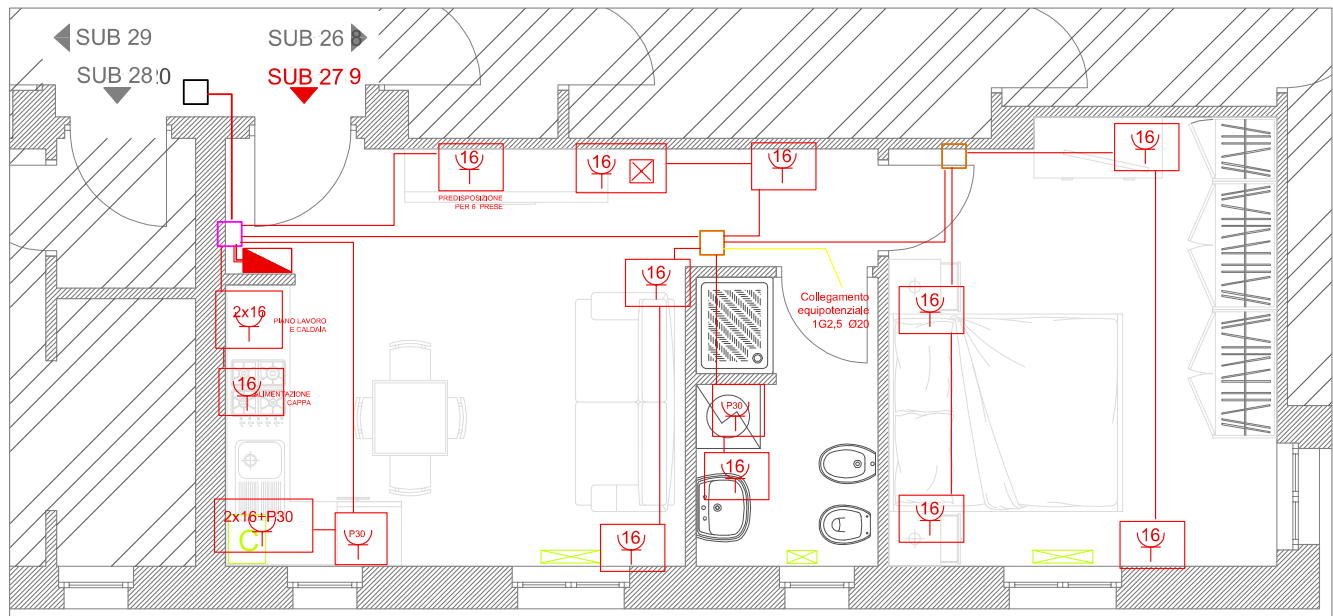 SUB 29
SUB 26 8
SUB 28
SUB 27 9
16
16
16
16
PREDISPOSIZIONE
PER 6 PRESE
16
Collegamento
equipotenziale
1G2,5 Ø20
16
2x16
PIANO LAVORO
E CALDAIA
16
ALIMENTAZIONE
CAPPA
P30
16
2x16+P30
C
P30
16
16
16